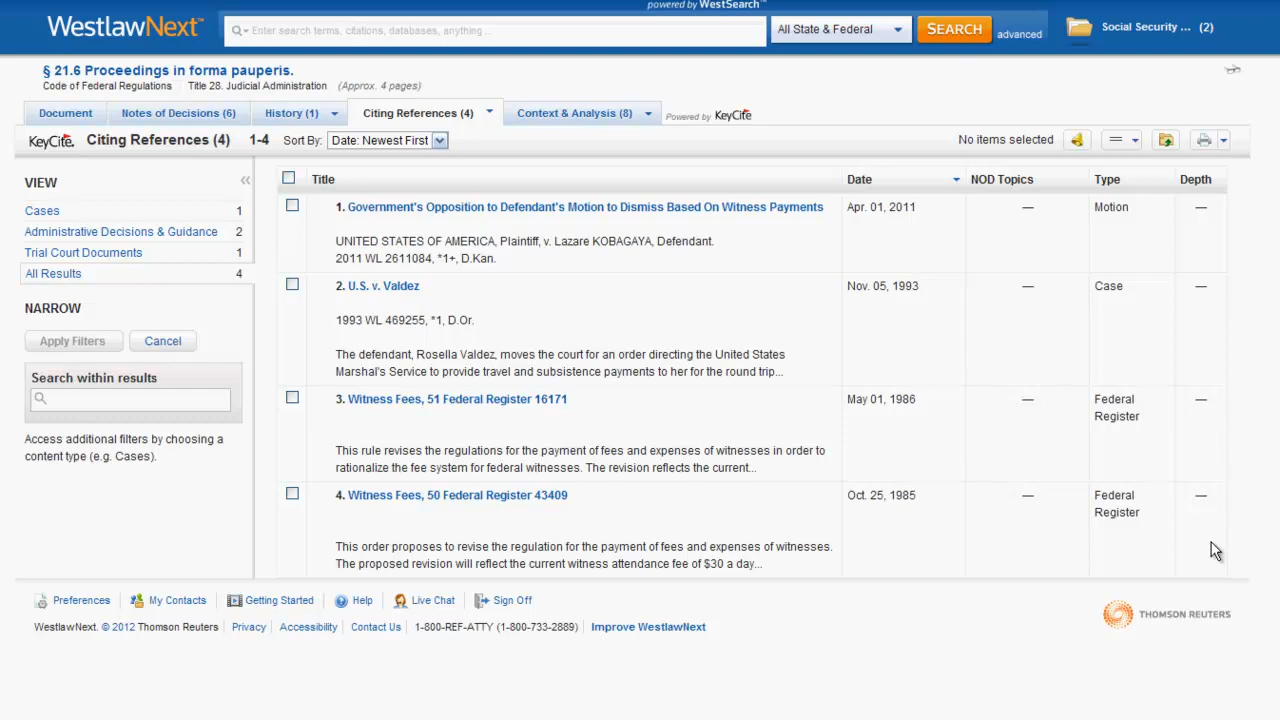 powered by WestSearch™
WestlawNext™
Enter search terms, citations, databases, anything ...
All State & Federal
SEARCH
advanced
Social Security ... (2)
§ 21.6 Proceedings in forma pauperis.
Code of Federal Regulations Title 28. Judicial Administration (Approx. 4 pages)
Document Notes of Decisions (6) History (1) Citing References (4) Context & Analysis (8) Powered by KeyCite
KeyCite. Citing References (4) 1-4 Sort By: Date: Newest First No items selected
VIEW
Cases 1
Administrative Decisions & Guidance 2
Trial Court Documents 1
All Results 4
NARROW
Apply Filters Cancel
Search within results
Access additional filters by choosing a
content type (e.g. Cases).
Title Date NOD Topics Type Depth
1. Government's Opposition to Defendant's Motion to Dismiss Based On Witness Payments Apr. 01, 2011 — Motion —
UNITED STATES OF AMERICA, Plaintiff, v. Lazare KOBAGAYA, Defendant.
2011 WL 2611084, *1+, D.Kan.
2. U.S. v. Valdez Nov. 05, 1993 — Case —
1993 WL 469255, *1, D.Or.
The defendant, Rosella Valdez, moves the court for an order directing the United States
Marshal's Service to provide travel and subsistence payments to her for the round trip...
3. Witness Fees, 51 Federal Register 16171 May 01, 1986 — Federal —
Register
This rule revises the regulations for the payment of fees and expenses of witnesses in order to
rationalize the fee system for federal witnesses. The revision reflects the current...
4. Witness Fees, 50 Federal Register 43409 Oct. 25, 1985 — Federal —
Register
This order proposes to revise the regulation for the payment of fees and expenses of witnesses.
The proposed revision will reflect the current witness attendance fee of $30 a day...
Preferences My Contacts Getting Started Help Live Chat Sign Off
WestlawNext. © 2012 Thomson Reuters Privacy Accessibility Contact Us 1-800-REF-ATTY (1-800-733-2889) Improve WestlawNext
THOMSON REUTERS